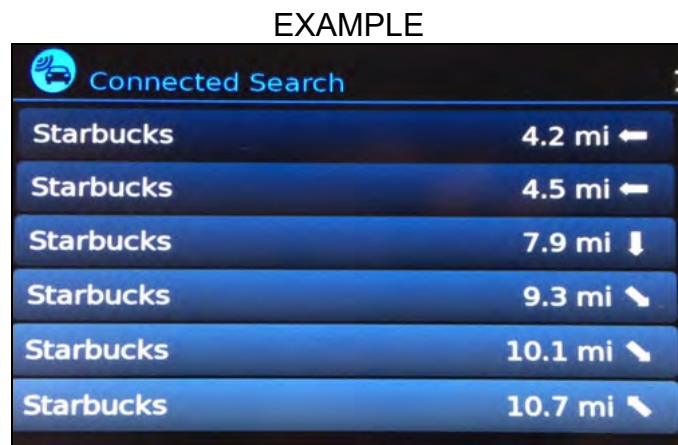 EXAMPLE
Connected Search
Starbucks 4.2 mi
Starbucks 4.5 mi
Starbucks 7.9 mi
Starbucks 9.3 mi
Starbucks 10.1 mi
Starbucks 10.7 mi